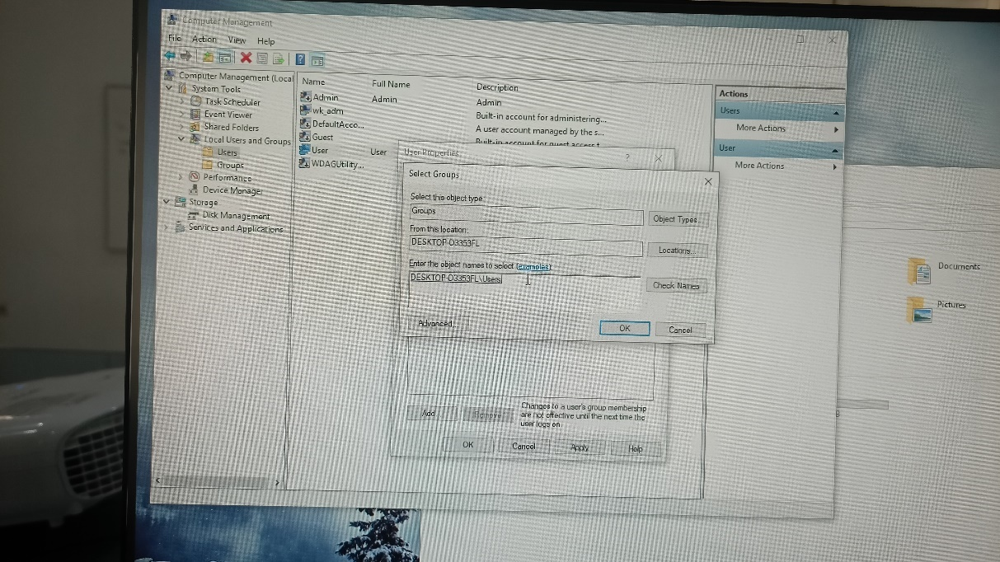 Computer Management
File Action View Help
Computer Management (Local
System Tools
Task Scheduler
Event Viewer
Shared Folders
Local Users and Groups
Users
Groups
Performance
Device Manager
Storage
Disk Management
Services and Applications
Name Full Name Description
Admin Admin Admin
wk_adm Built-in account for administering...
DefaultAcco... A user account managed by the s...
Guest Built-in account for guest access t
User User
WDAGUtility...
Actions
Users
More Actions
User
More Actions
User Properties ?
Select Groups
Select this object type:
Groups
Object Types...
From this location:
DESKTOP-O3353FL
Locations...
Enter the object names to select (examples):
DESKTOP-O3353FL\Users
Check Names
Advanced...
OK Cancel
Add... Remove
Changes to a user's group membership
are not effective until the next time the
user logs on.
OK Cancel Apply Help
Documents
Pictures